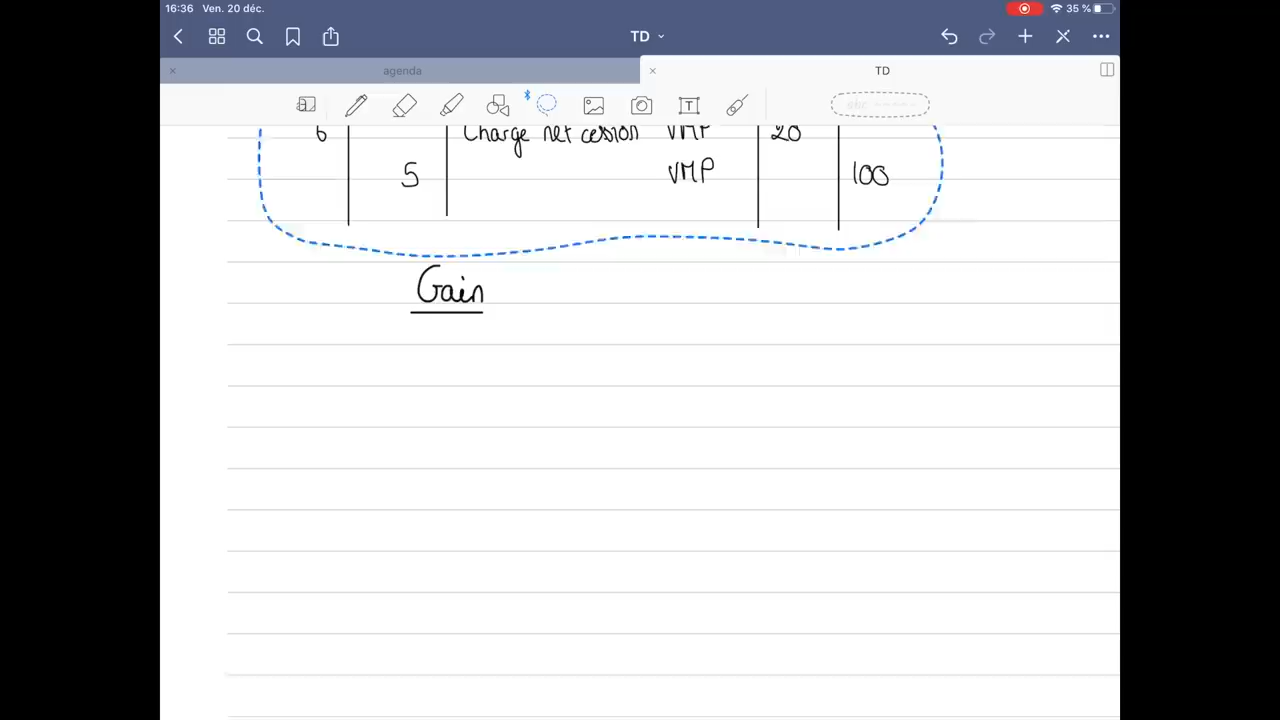 16:36 Ven. 20 déc. 35 %
TD
agenda TD
6 Charge net cession VMP 20
5 VMP 100
Gain